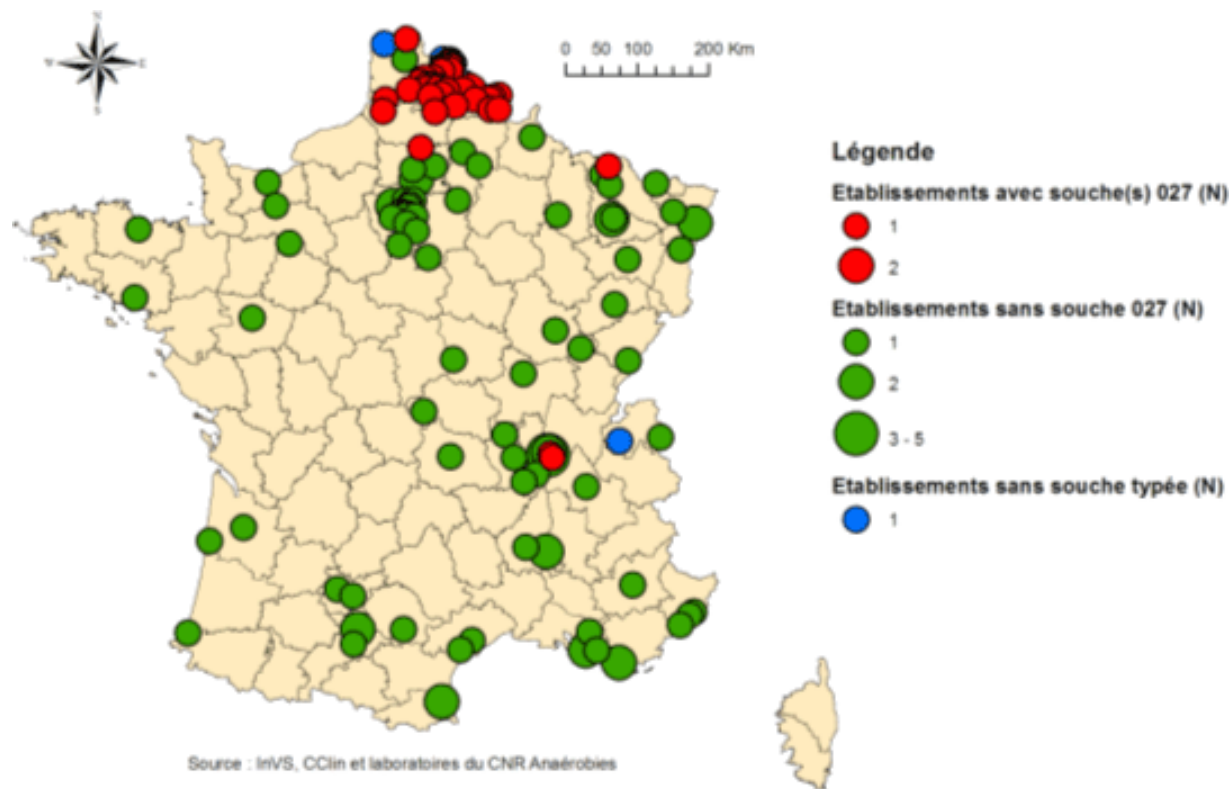 N
0 50 100 200 Km
S
Légende
Etablissements avec souche(s) 027 (N)
1
2
Etablissements sans souche 027 (N)
1
2
3 - 5
Etablissements sans souche typée (N)
1
Source : InVS, CClin et laboratoires du CNR Anaérobies